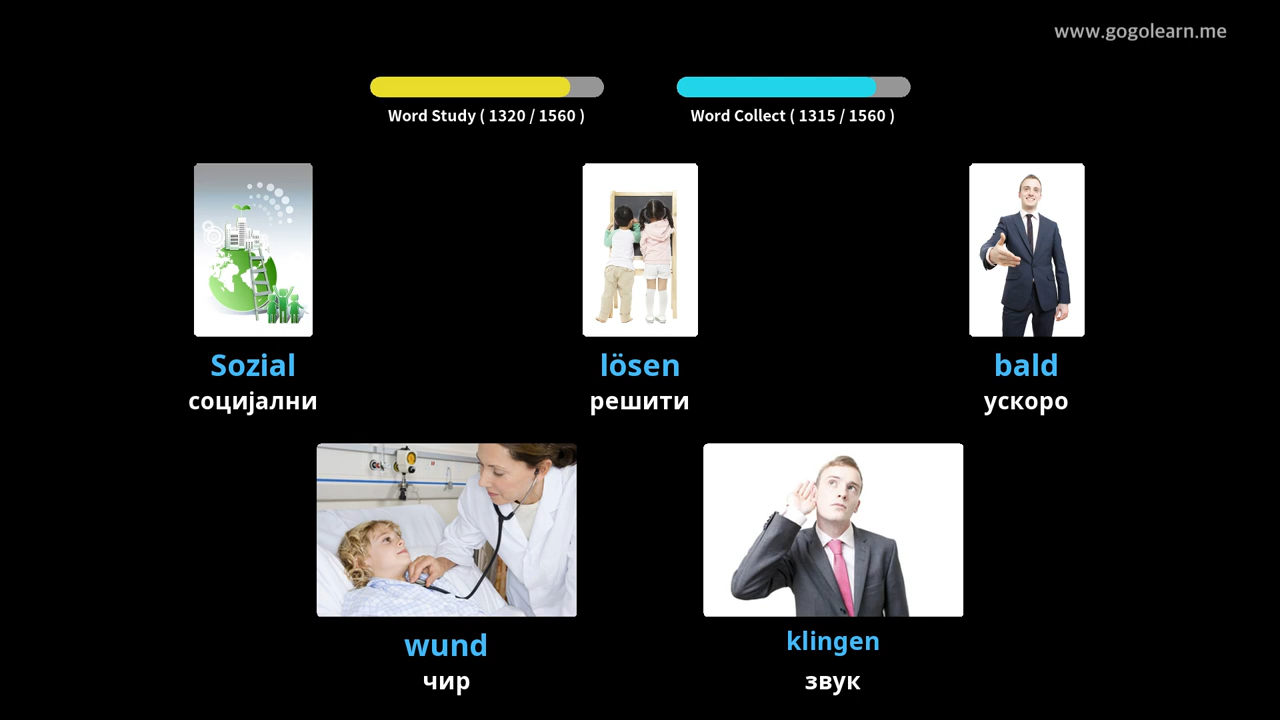 www.gogolearn.me
Word Study ( 1320 / 1560 )
Word Collect ( 1315 / 1560 )
Sozial
социјални
lösen
решити
bald
ускоро
wund
чир
klingen
звук